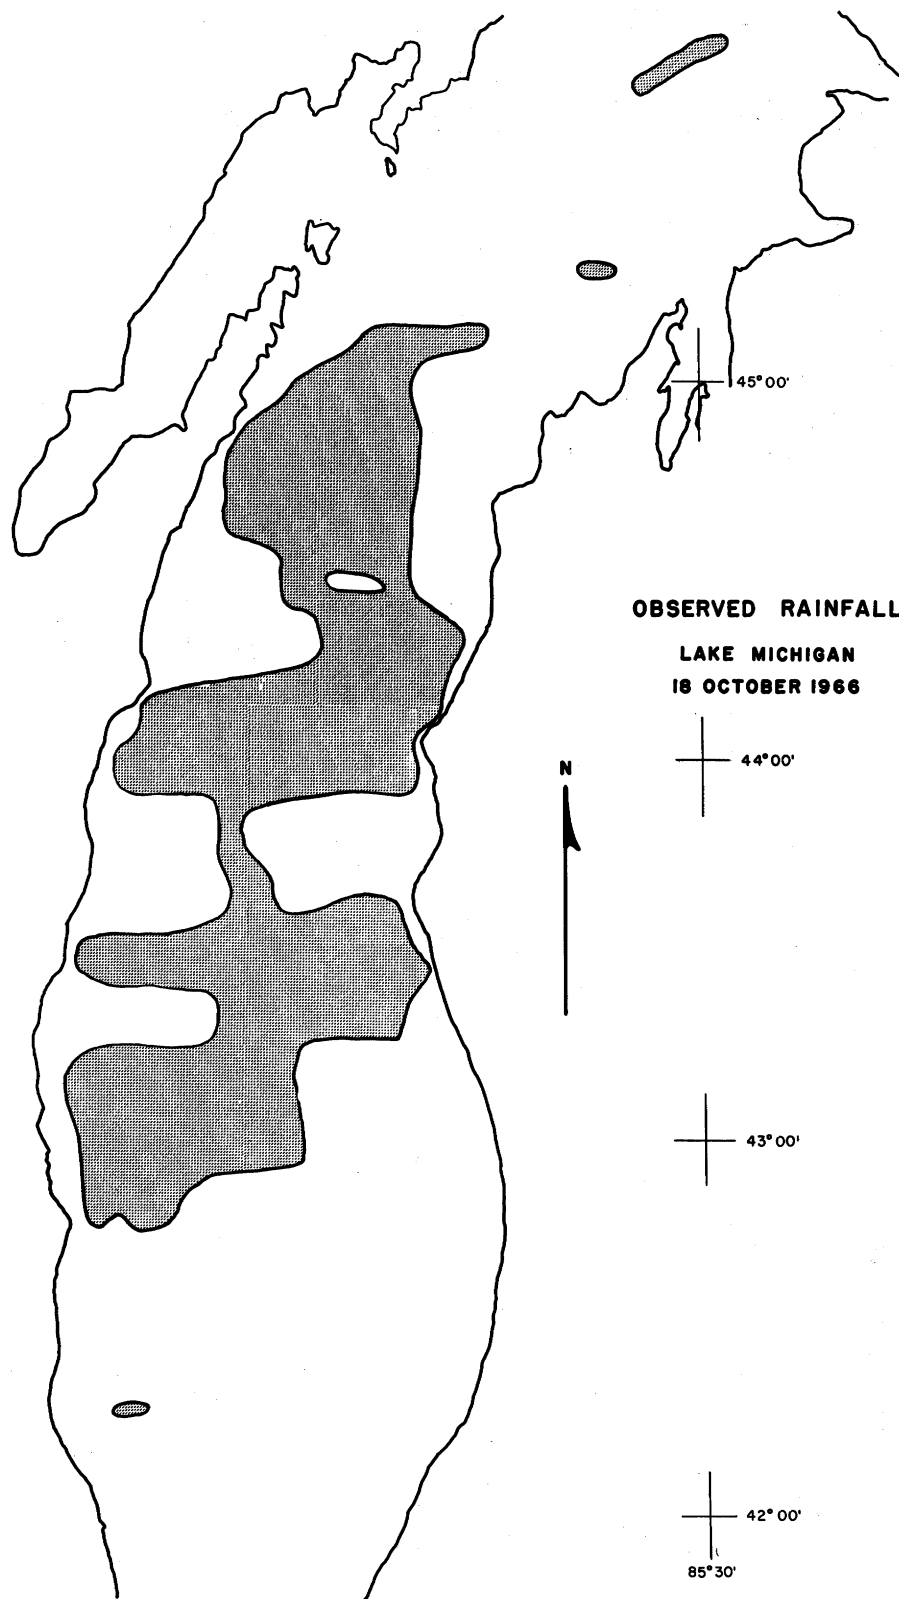 45°00'
OBSERVED RAINFALL
LAKE MICHIGAN
18 OCTOBER 1966
N
44°00'
43°00'
42°00'
85°30'